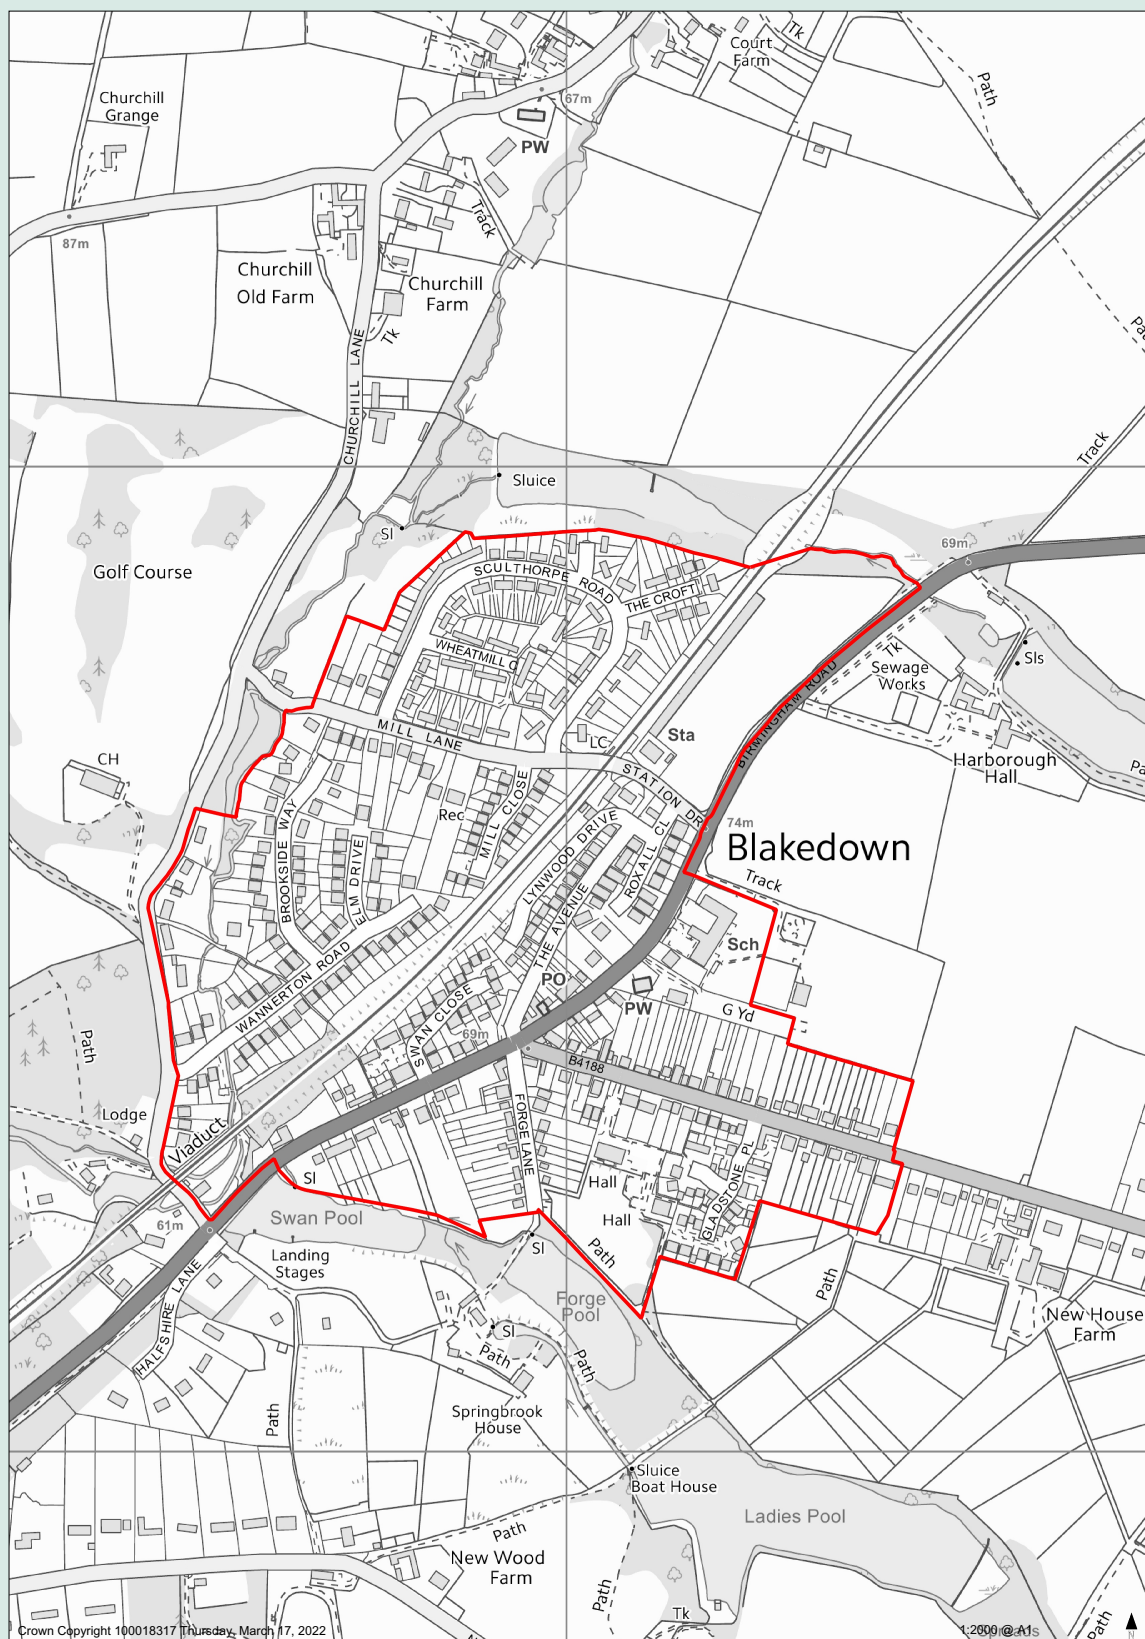 Court
Farm
Tk
Path
Churchill
Grange
67m
PW
Track
87m
Churchill
Old Farm
Churchill
Farm
Tk
CHURCHILL LANE
Track
Sluice
Sl
69m
Golf Course
SCULTHORPE ROAD
THE CROFT
WHEATMILL C
Tk
Sewage
Works
Sls
BIRMINGHAM ROAD
MILL LANE
LC
Sta
Harborough
Hall
CH
STATION DR
Rec
MILL CLOSE
74m
Blakedown
LYNWOOD DRIVE
ROXALL CL
BROOKSIDE WAY
ELM DRIVE
THE AVENUE
Track
Sch
WANNERTON ROAD
PO
PW
G Yd
SWAN CLOSE
69m
Path
B4188
Lodge
Viaduct
FORGE LANE
GLADSTONE PL
Hall
Sl
Hall
61m
Swan Pool
Sl
Path
Landing
Stages
HALFSHIRE LANE
Forge
Pool
Path
New House
Farm
Sl
Path
Path
Springbrook
House
Path
Sluice
Boat House
Ladies Pool
Path
New Wood
Farm
Path
Tk
Path
Crown Copyright 100018317 Thursday, March 17, 2022
1:2000 @ A1